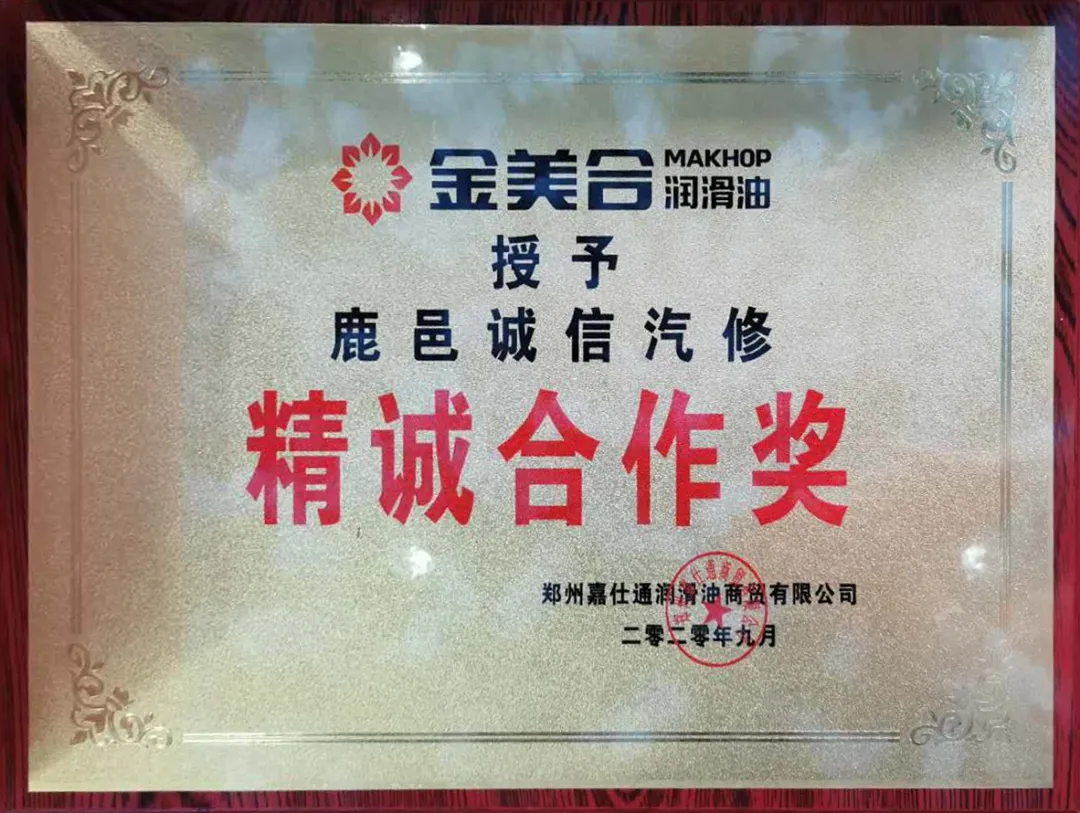 金美合 MAKHOP 润滑油
授予
鹿邑诚信汽修
精诚合作奖
郑州嘉仕通润滑油商贸有限公司
二零二零年九月